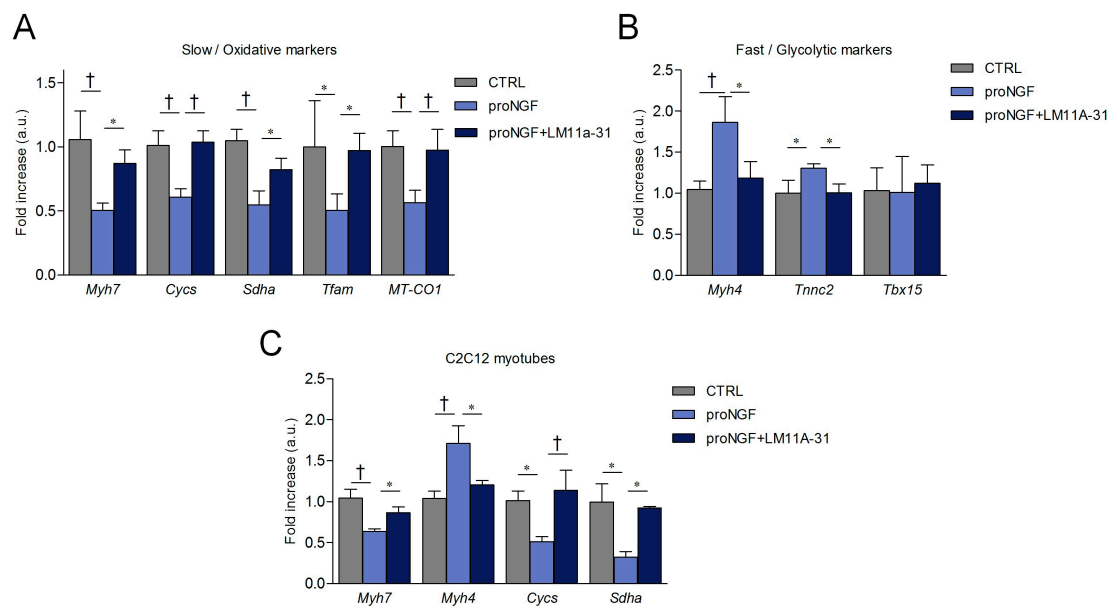 A
Slow / Oxidative markers
Fold increase (a.u.)
1.5
1.0
0.5
0.0
† * † † † * * * † †
CTRL
proNGF
proNGF+LM11a-31
Myh7 Cycs Sdha Tfam MT-CO1
B
Fast / Glycolytic markers
Fold increase (a.u.)
2.5
2.0
1.5
1.0
0.5
0.0
† * * *
CTRL
proNGF
proNGF+LM11A-31
Myh4 Tnnc2 Tbx15
C
C2C12 myotubes
Fold increase (a.u.)
2.5
2.0
1.5
1.0
0.5
0.0
† * † * * † * *
CTRL
proNGF
proNGF+LM11A-31
Myh7 Myh4 Cycs Sdha